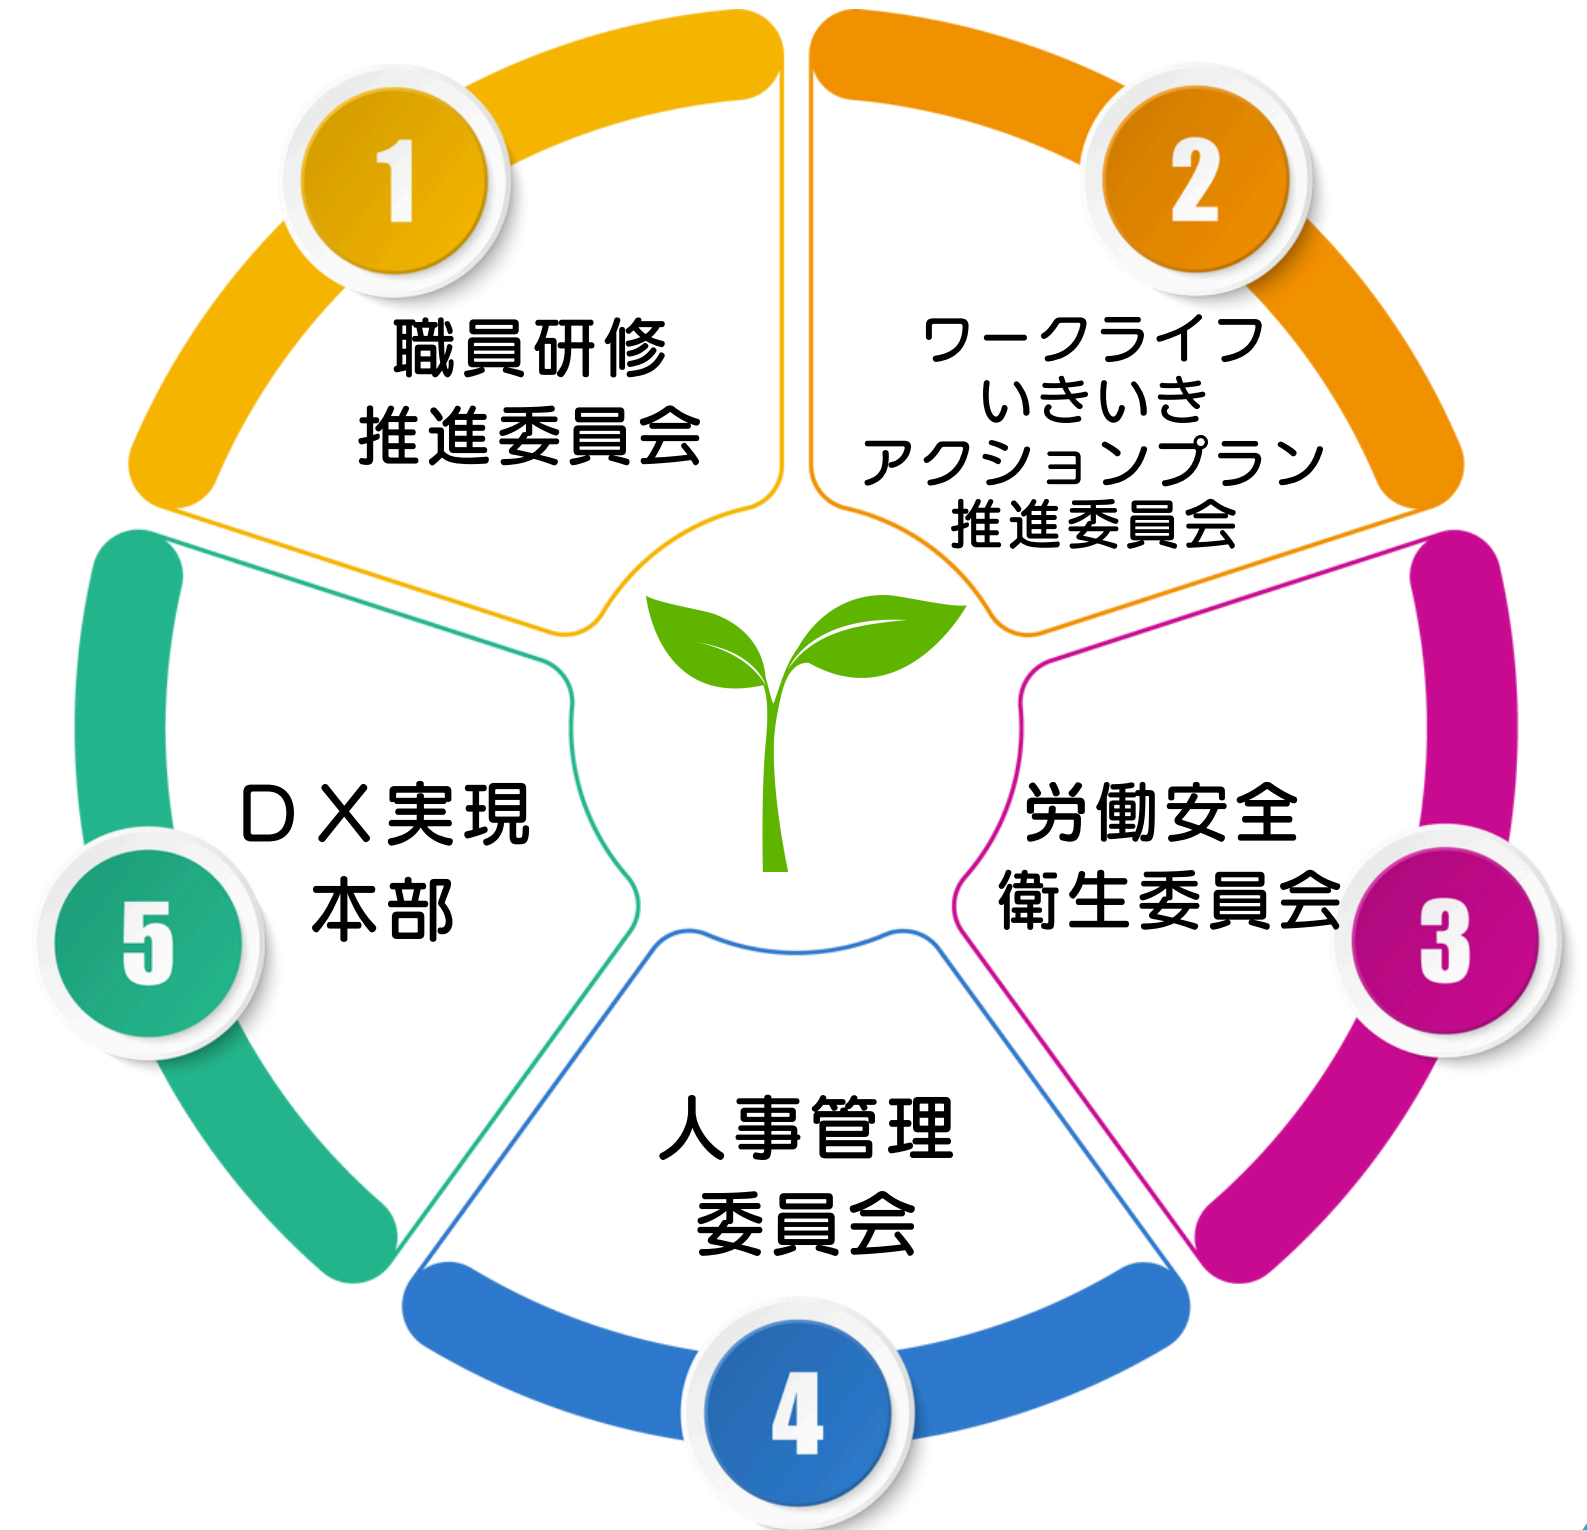 1
職員研修
推進委員会
2
ワークライフ
いきいき
アクションプラン
推進委員会
3
労働安全
衛生委員会
4
人事管理
委員会
5
ＤＸ実現
本部